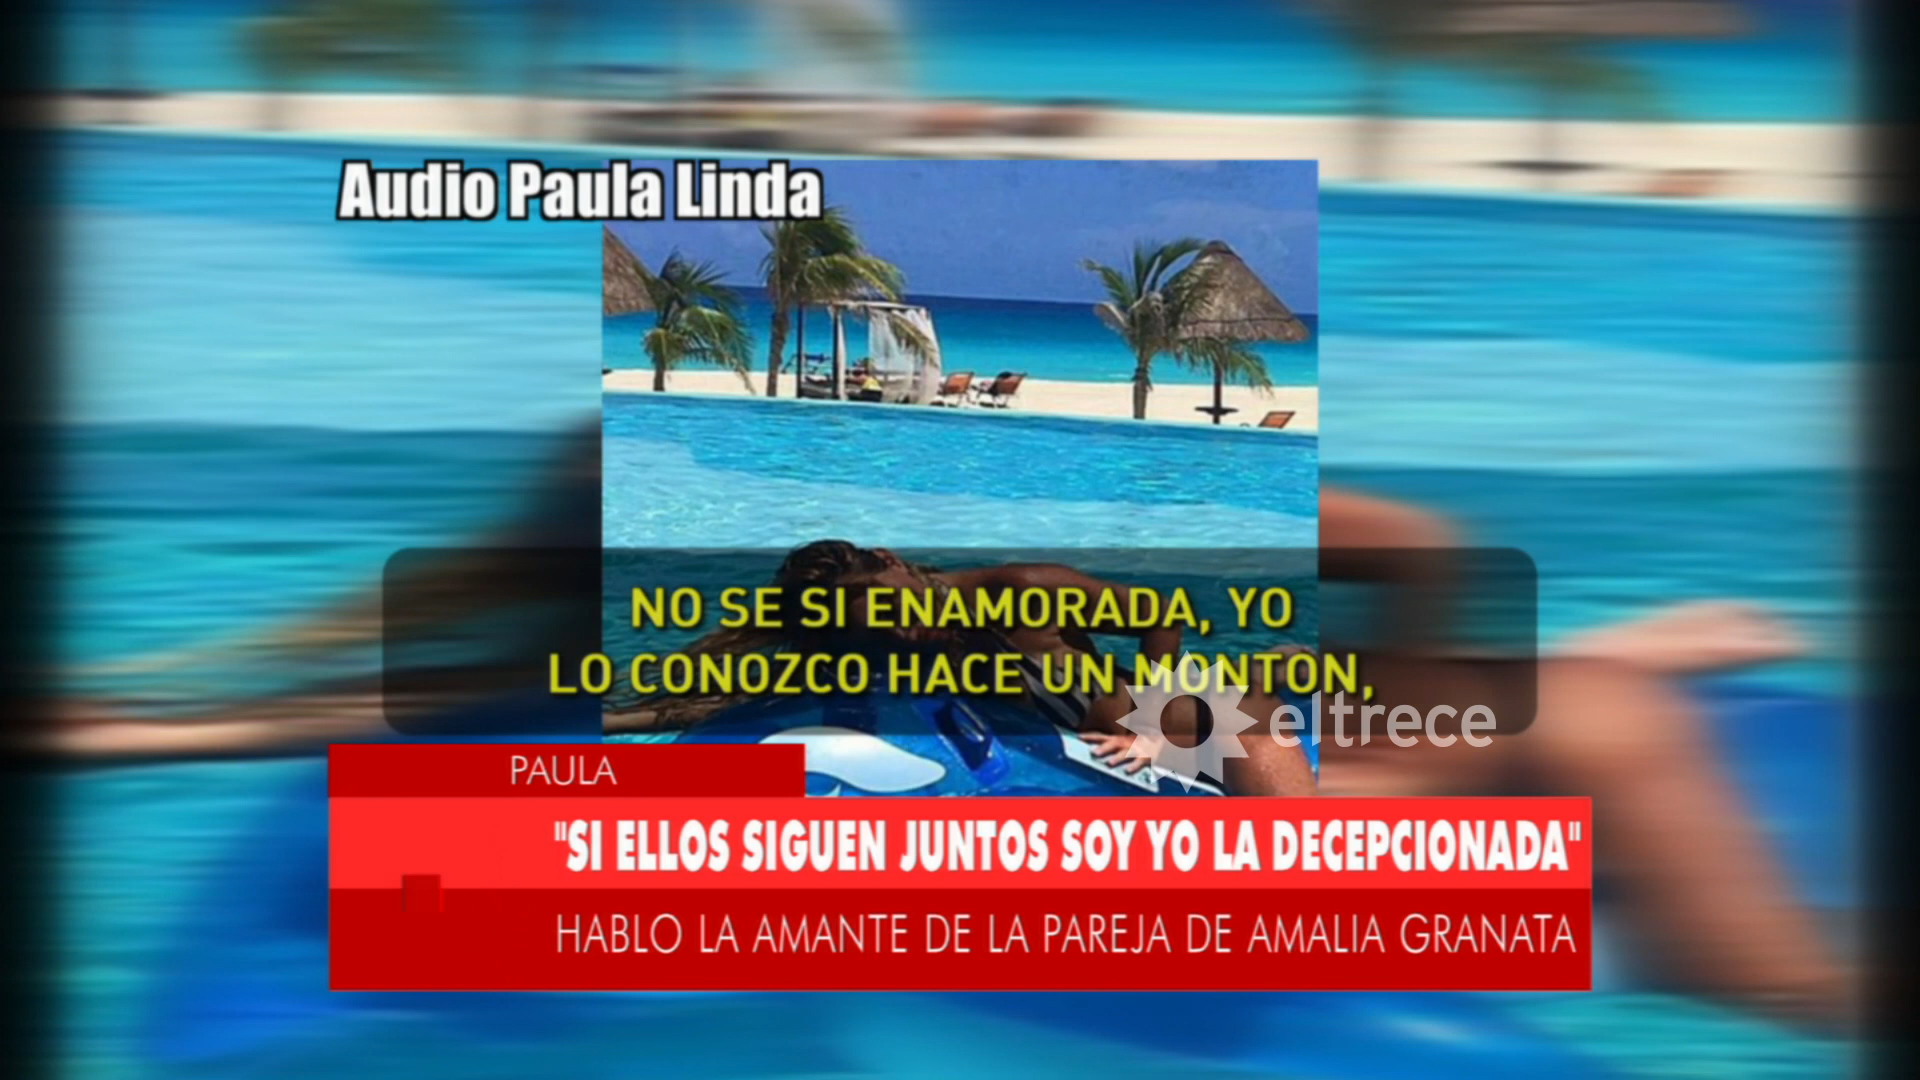 Audio Paula Linda
NO SE SI ENAMORADA, YO
LO CONOZCO HACE UN MONTON,
eltrece
PAULA
"SI ELLOS SIGUEN JUNTOS SOY YO LA DECEPCIONADA"
HABLO LA AMANTE DE LA PAREJA DE AMALIA GRANATA